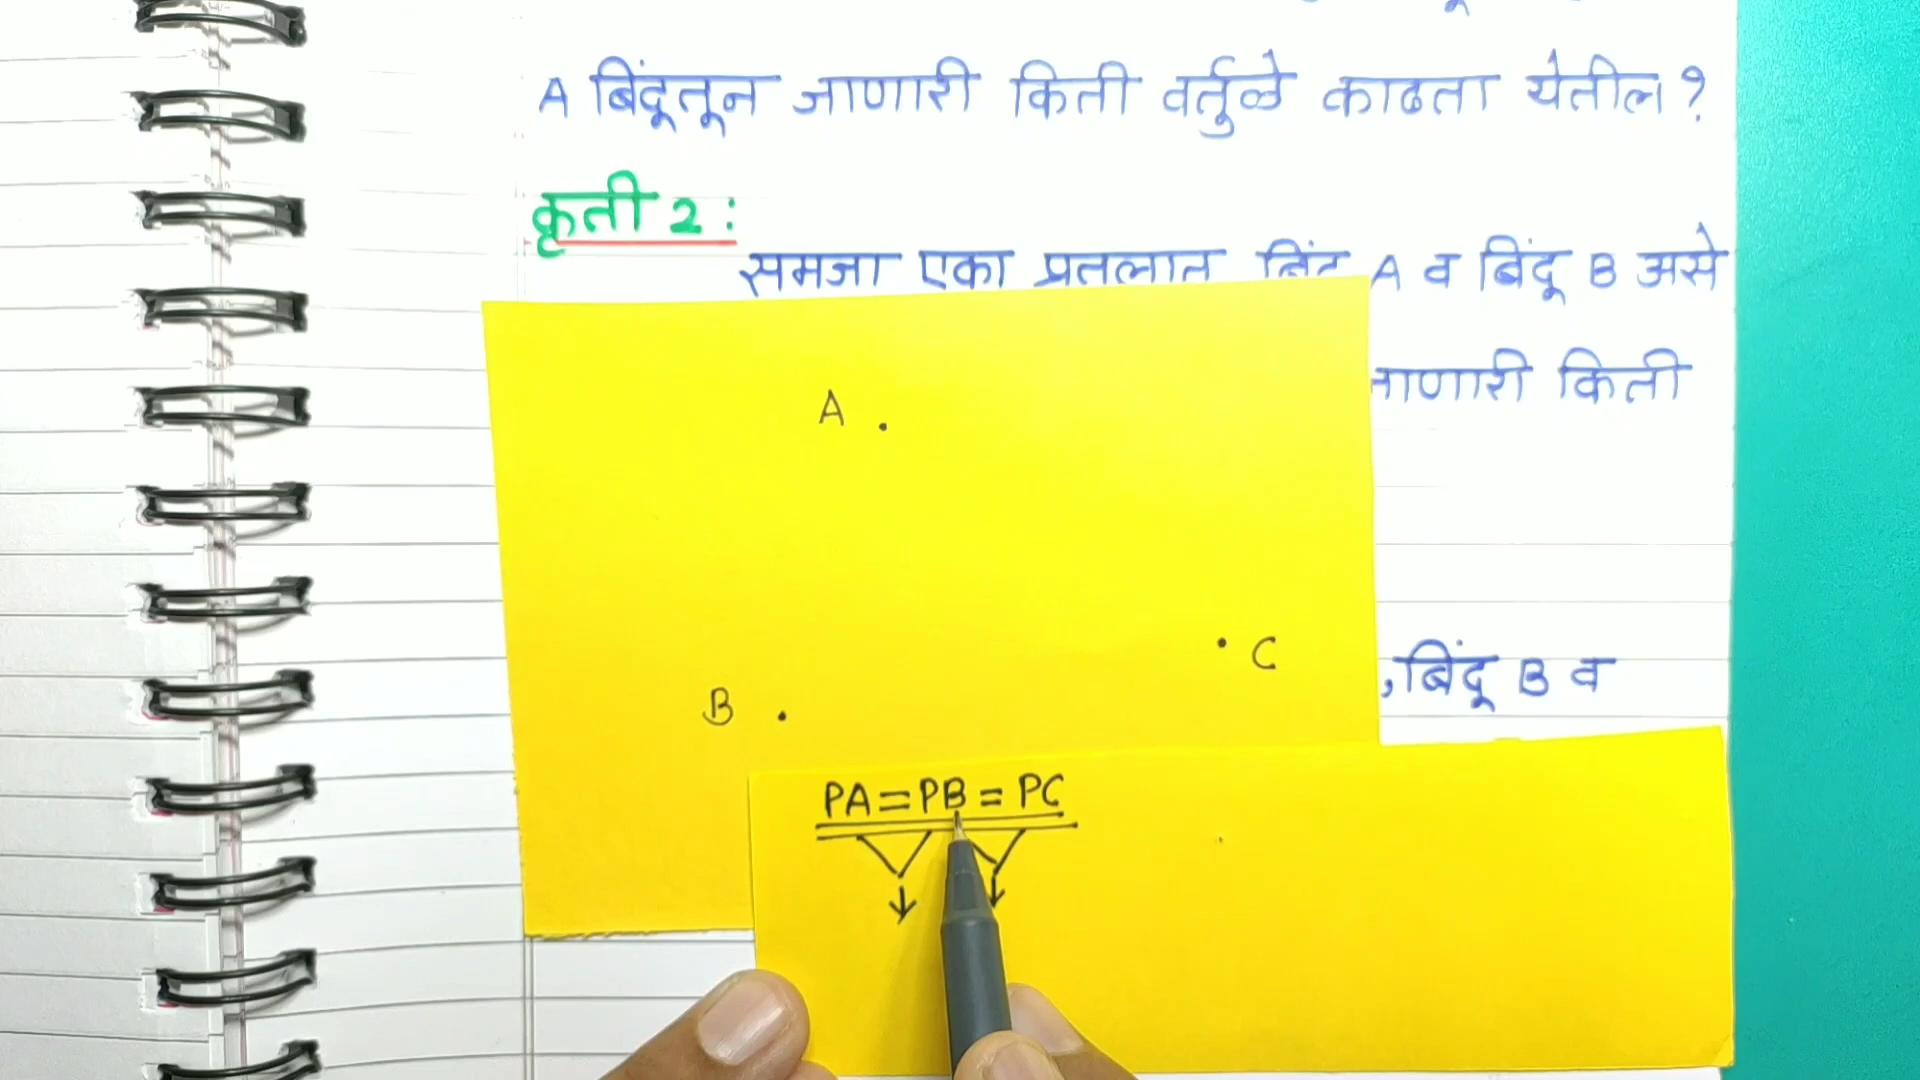 A बिंदूतून जाणारी किती वर्तुळे काढता येतील ?
कृती 2 :
समजा एका प्रतलात बिंदू A व बिंदू B असे
जाणारी किती
A .
. C
, बिंदू B व
B .
PA = PB = PC